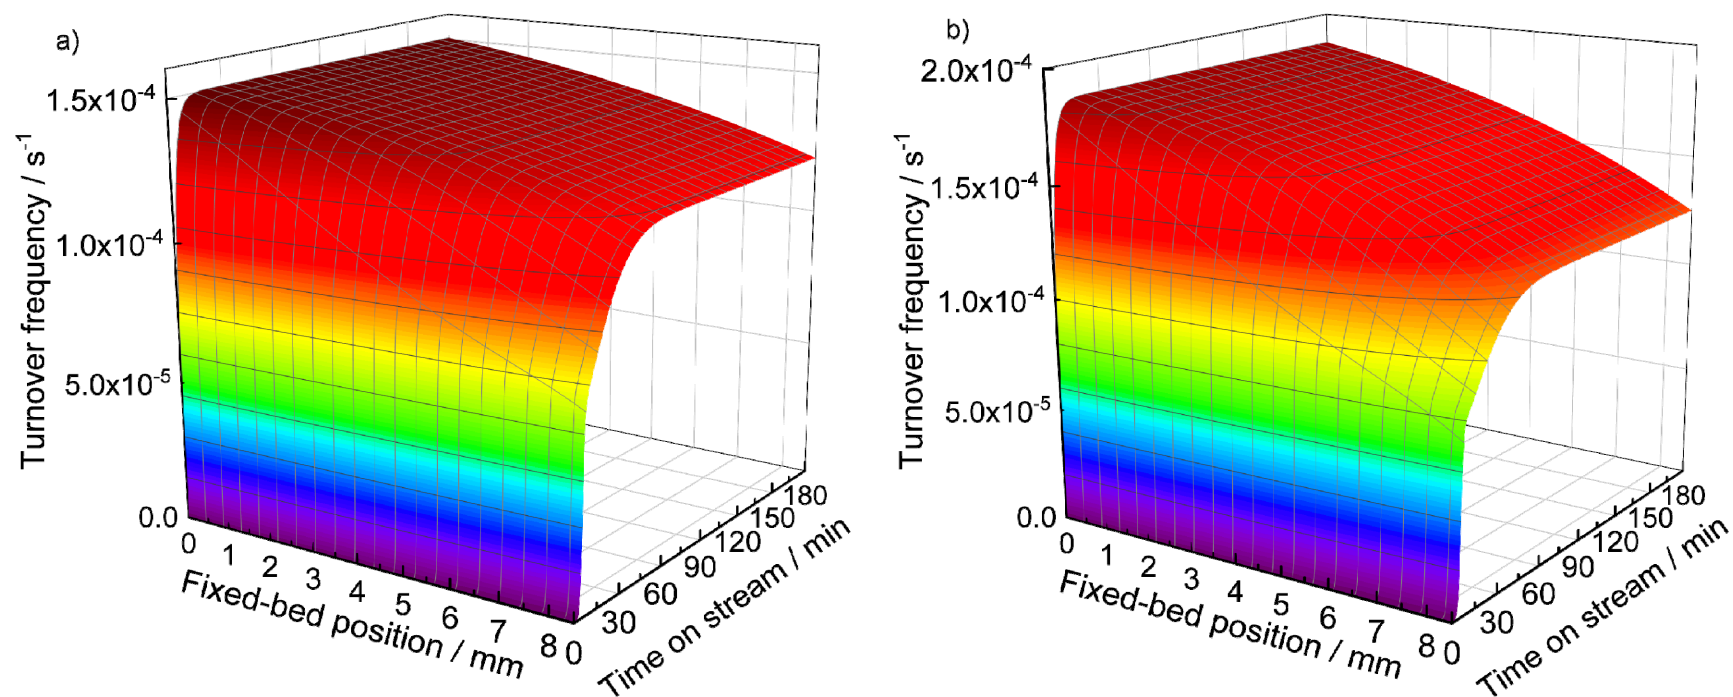 a)
Turnover frequency / s⁻¹
1.5x10⁻⁴
1.0x10⁻⁴
5.0x10⁻⁵
0.0
0 1 2 3 4 5 6 7 8
Fixed-bed position / mm
0 30 60 90 120 150 180
Time on stream / min
b)
Turnover frequency / s⁻¹
2.0x10⁻⁴
1.5x10⁻⁴
1.0x10⁻⁴
5.0x10⁻⁵
0.0
0 1 2 3 4 5 6 7 8
Fixed-bed position / mm
0 30 60 90 120 150 180
Time on stream / min